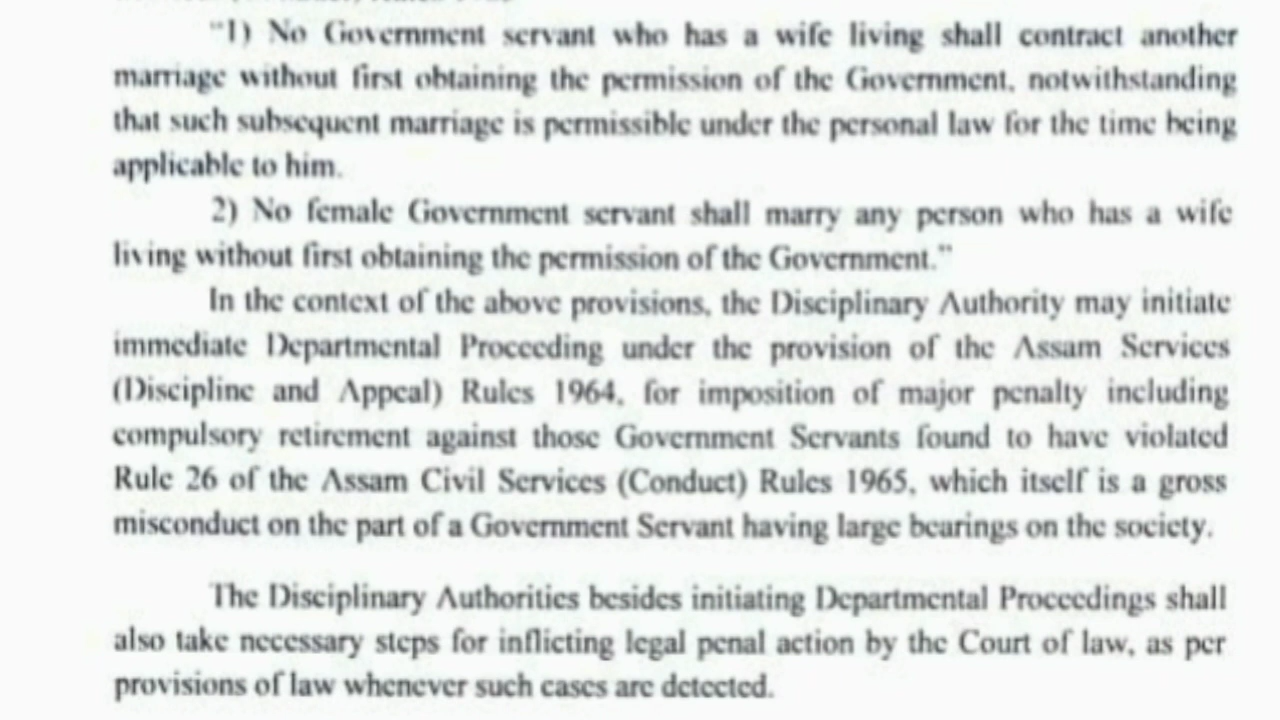 "1) No Government servant who has a wife living shall contract another
marriage without first obtaining the permission of the Government, notwithstanding
that such subsequent marriage is permissible under the personal law for the time being
applicable to him.
2) No female Government servant shall marry any person who has a wife
living without first obtaining the permission of the Government."
In the context of the above provisions, the Disciplinary Authority may initiate
immediate Departmental Proceeding under the provision of the Assam Services
(Discipline and Appeal) Rules 1964, for imposition of major penalty including
compulsory retirement against those Government Servants found to have violated
Rule 26 of the Assam Civil Services (Conduct) Rules 1965, which itself is a gross
misconduct on the part of a Government Servant having large bearings on the society.
The Disciplinary Authorities besides initiating Departmental Proceedings shall
also take necessary steps for inflicting legal penal action by the Court of law, as per
provisions of law whenever such cases are detected.